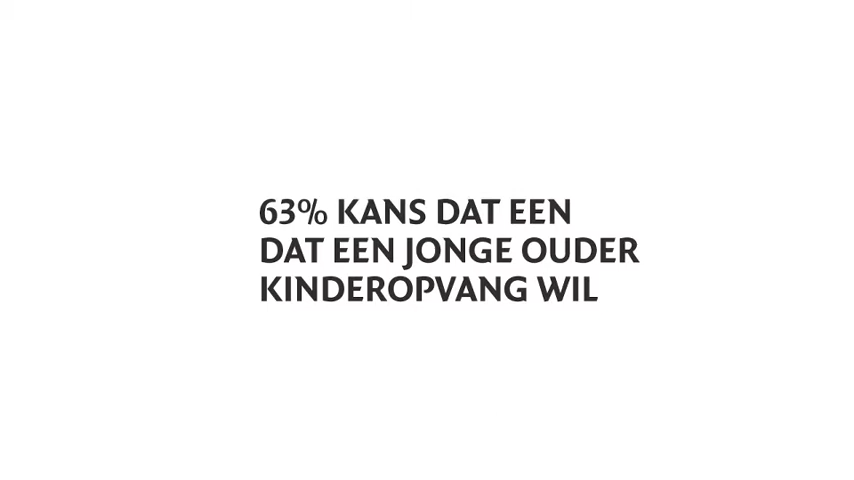 63% KANS DAT EEN
DAT EEN JONGE OUDER
KINDEROPVANG WIL